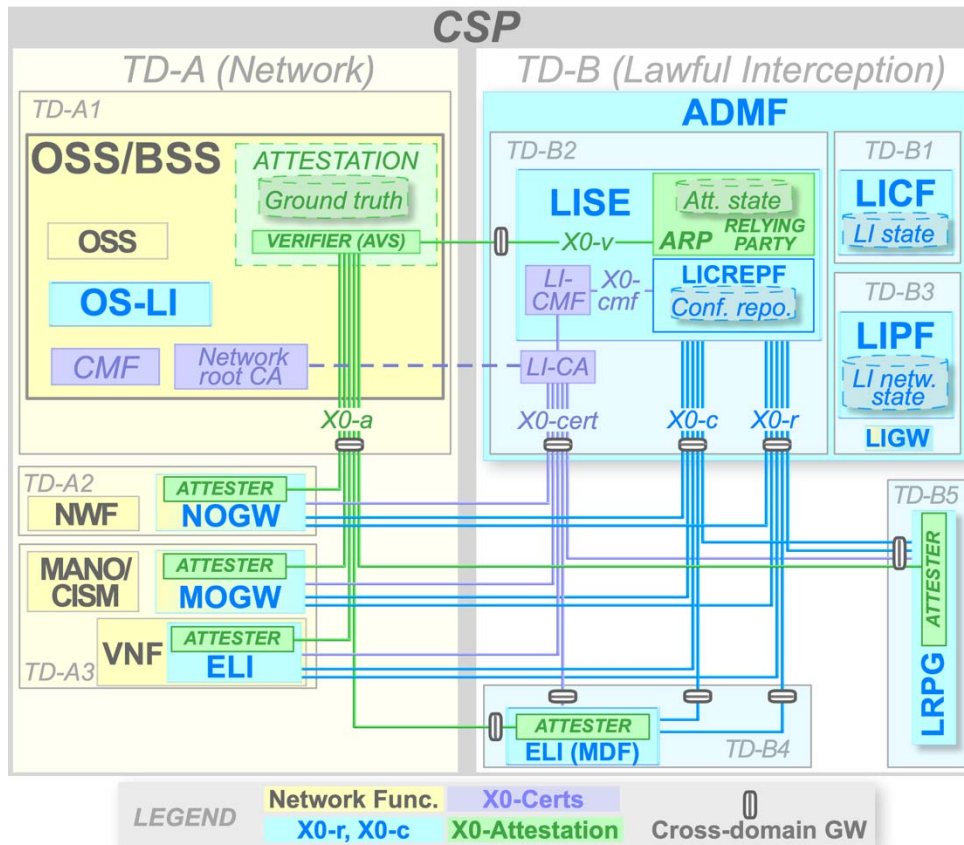 CSP
TD-A (Network)
TD-A1
OSS/BSS
ATTESTATION
Ground truth
VERIFIER (AVS)
OSS
OS-LI
CMF
Network
root CA
X0-a
TD-A2
NWF
ATTESTER
NOGW
MANO/
CISM
ATTESTER
MOGW
VNF
ATTESTER
ELI
TD-A3
TD-B (Lawful Interception)
ADMF
TD-B2
LISE
Att. state
ARP
RELYING
PARTY
X0-v
LI-
CMF
X0-
cmf
LICREPF
Conf. repo.
LI-CA
X0-cert
X0-c
X0-r
TD-B1
LICF
LI state
TD-B3
LIPF
LI netw.
state
LIGW
TD-B5
ATTESTER
LRPG
ATTESTER
ELI (MDF)
TD-B4
LEGEND
Network Func.
X0-Certs
X0-r, X0-c
X0-Attestation
Cross-domain GW